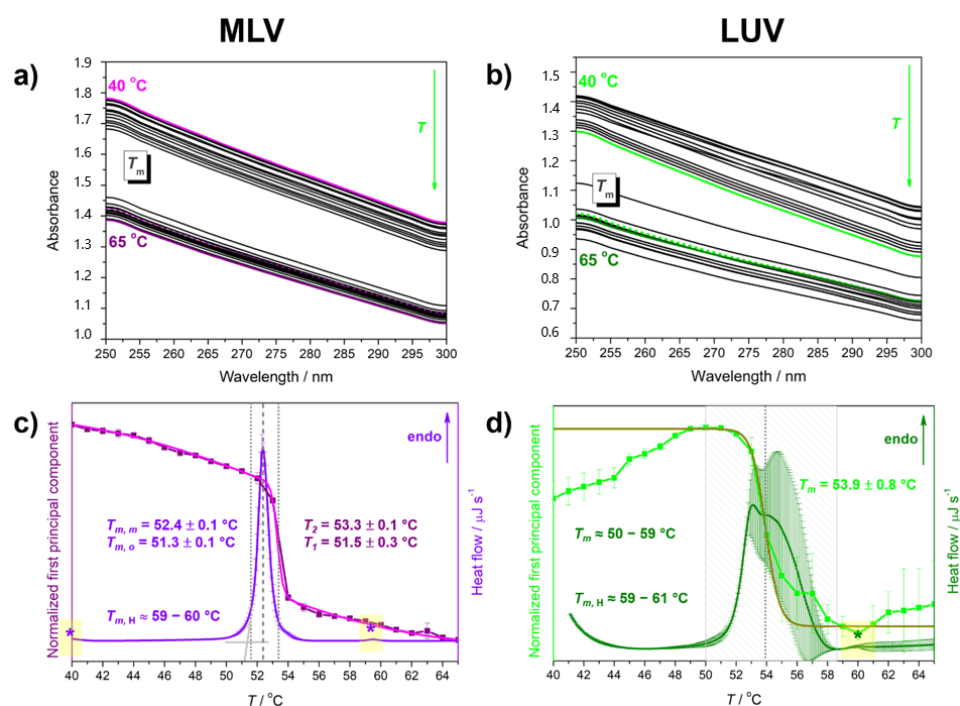 MLV
LUV
a)
1.9
1.8
1.7
1.6
1.5
1.4
1.3
1.2
1.1
1.0
Absorbance
40 °C
T
Tm
65 °C
250 255 260 265 270 275 280 285 290 295 300
Wavelength / nm
b)
1.5
1.4
1.3
1.2
1.1
1.0
0.9
0.8
0.7
0.6
Absorbance
40 °C
T
Tm
65 °C
250 255 260 265 270 275 280 285 290 295 300
Wavelength / nm
c)
Normalized first principal component
endo
Tm, m = 52.4 ± 0.1 °C
Tm, o = 51.3 ± 0.1 °C
T2 = 53.3 ± 0.1 °C
T1 = 51.5 ± 0.3 °C
Tm, H ≈ 59 – 60 °C
*
*
Heat flow / μJ s⁻¹
40 42 44 46 48 50 52 54 56 58 60 62 64
T / °C
d)
Normalized first principal component
endo
Tm = 53.9 ± 0.8 °C
Tm ≈ 50 – 59 °C
Tm, H ≈ 59 – 61 °C
*
Heat flow / μJ s⁻¹
40 42 44 46 48 50 52 54 56 58 60 62 64
T / °C